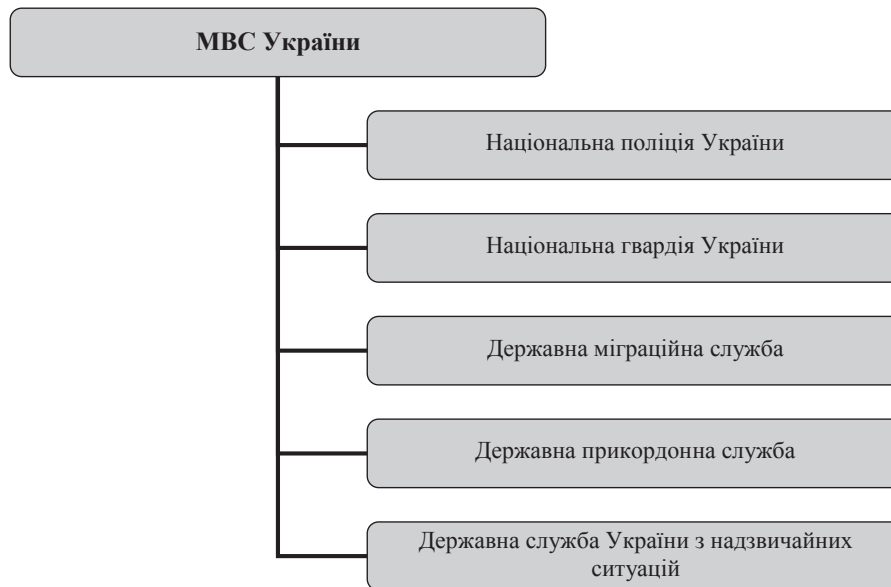 МВС України
Національна поліція України
Національна гвардія України
Державна міграційна служба
Державна прикордонна служба
Державна служба України з надзвичайних
ситуацій